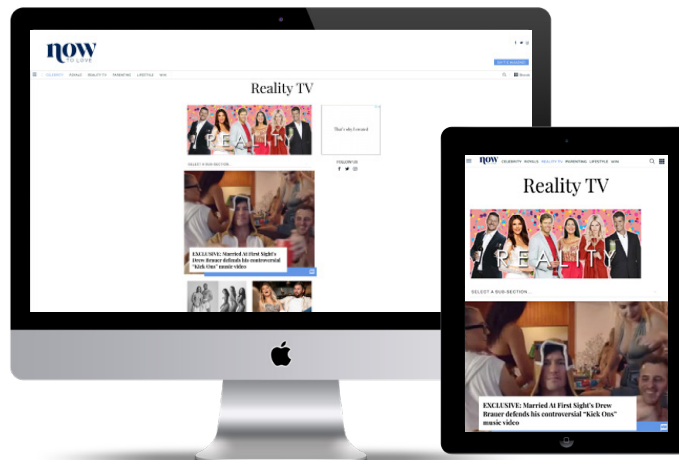 now
TO LOVE
CELEBRITY ROYALS REALITY TV PARENTING LIFESTYLE WIN
Reality TV
REALITY
SELECT A SUB-SECTION
FOLLOW US
EXCLUSIVE: Married At First Sight's Drew
Brauer defends his controversial
"Kick Ons" music video
now CELEBRITY ROYALS REALITY TV PARENTING LIFESTYLE WIN
Reality TV
REALITY
SELECT A SUB-SECTION...
EXCLUSIVE: Married At First Sight's Drew
Brauer defends his controversial "Kick Ons"
music video